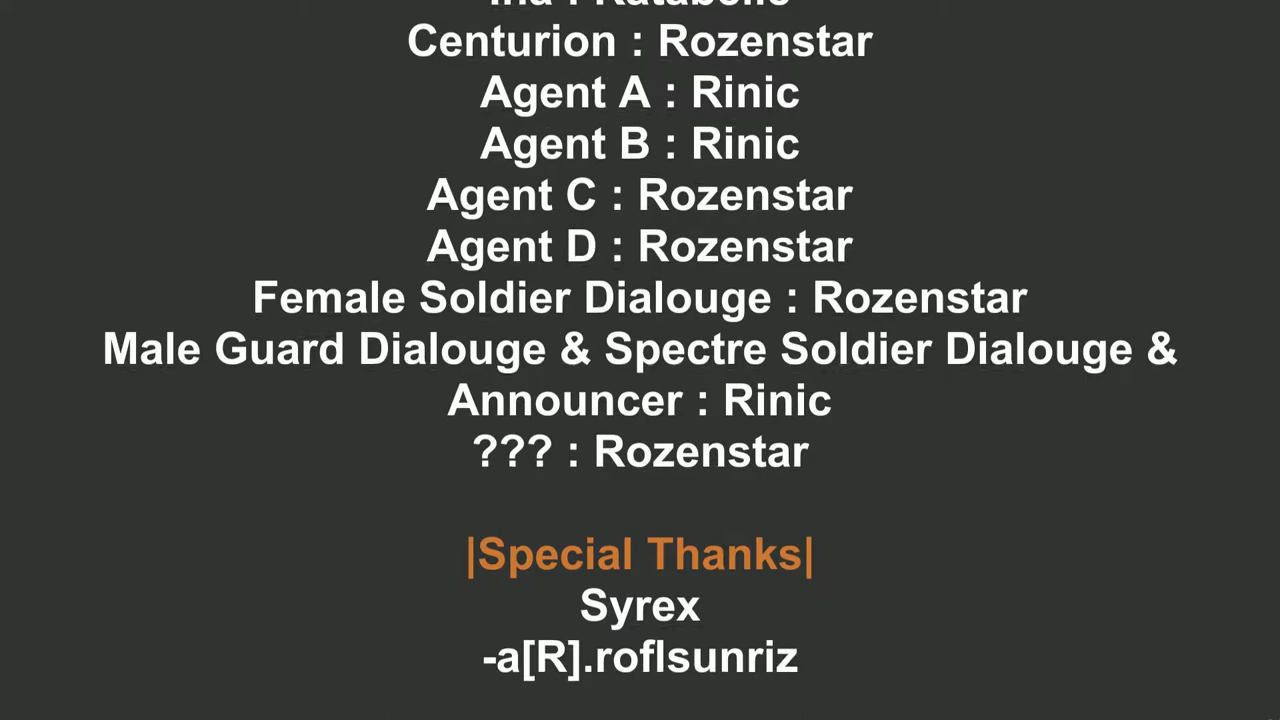 Centurion : Rozenstar
Agent A : Rinic
Agent B : Rinic
Agent C : Rozenstar
Agent D : Rozenstar
Female Soldier Dialouge : Rozenstar
Male Guard Dialouge & Spectre Soldier Dialouge &
Announcer : Rinic
??? : Rozenstar
|Special Thanks|
Syrex
-a[R].roflsunriz